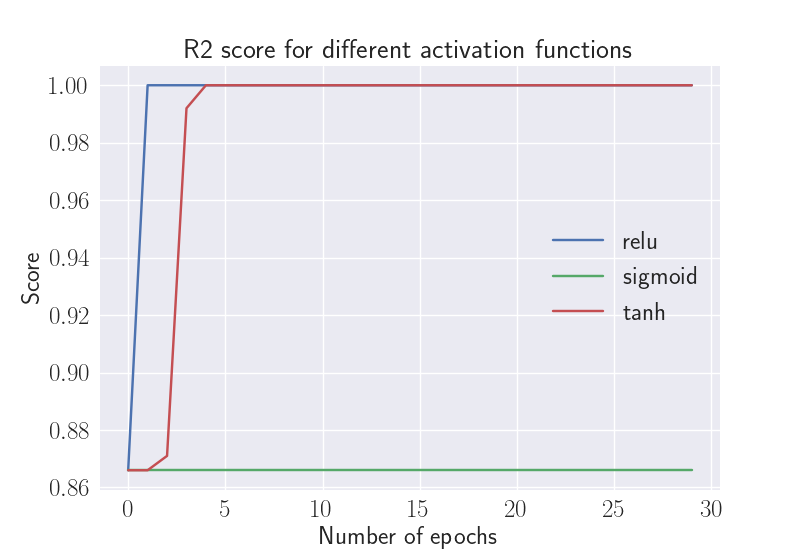 R2 score for different activation functions
1.00
0.98
0.96
0.94
0.92
0.90
0.88
0.86
Score
relu
sigmoid
tanh
0 5 10 15 20 25 30
Number of epochs